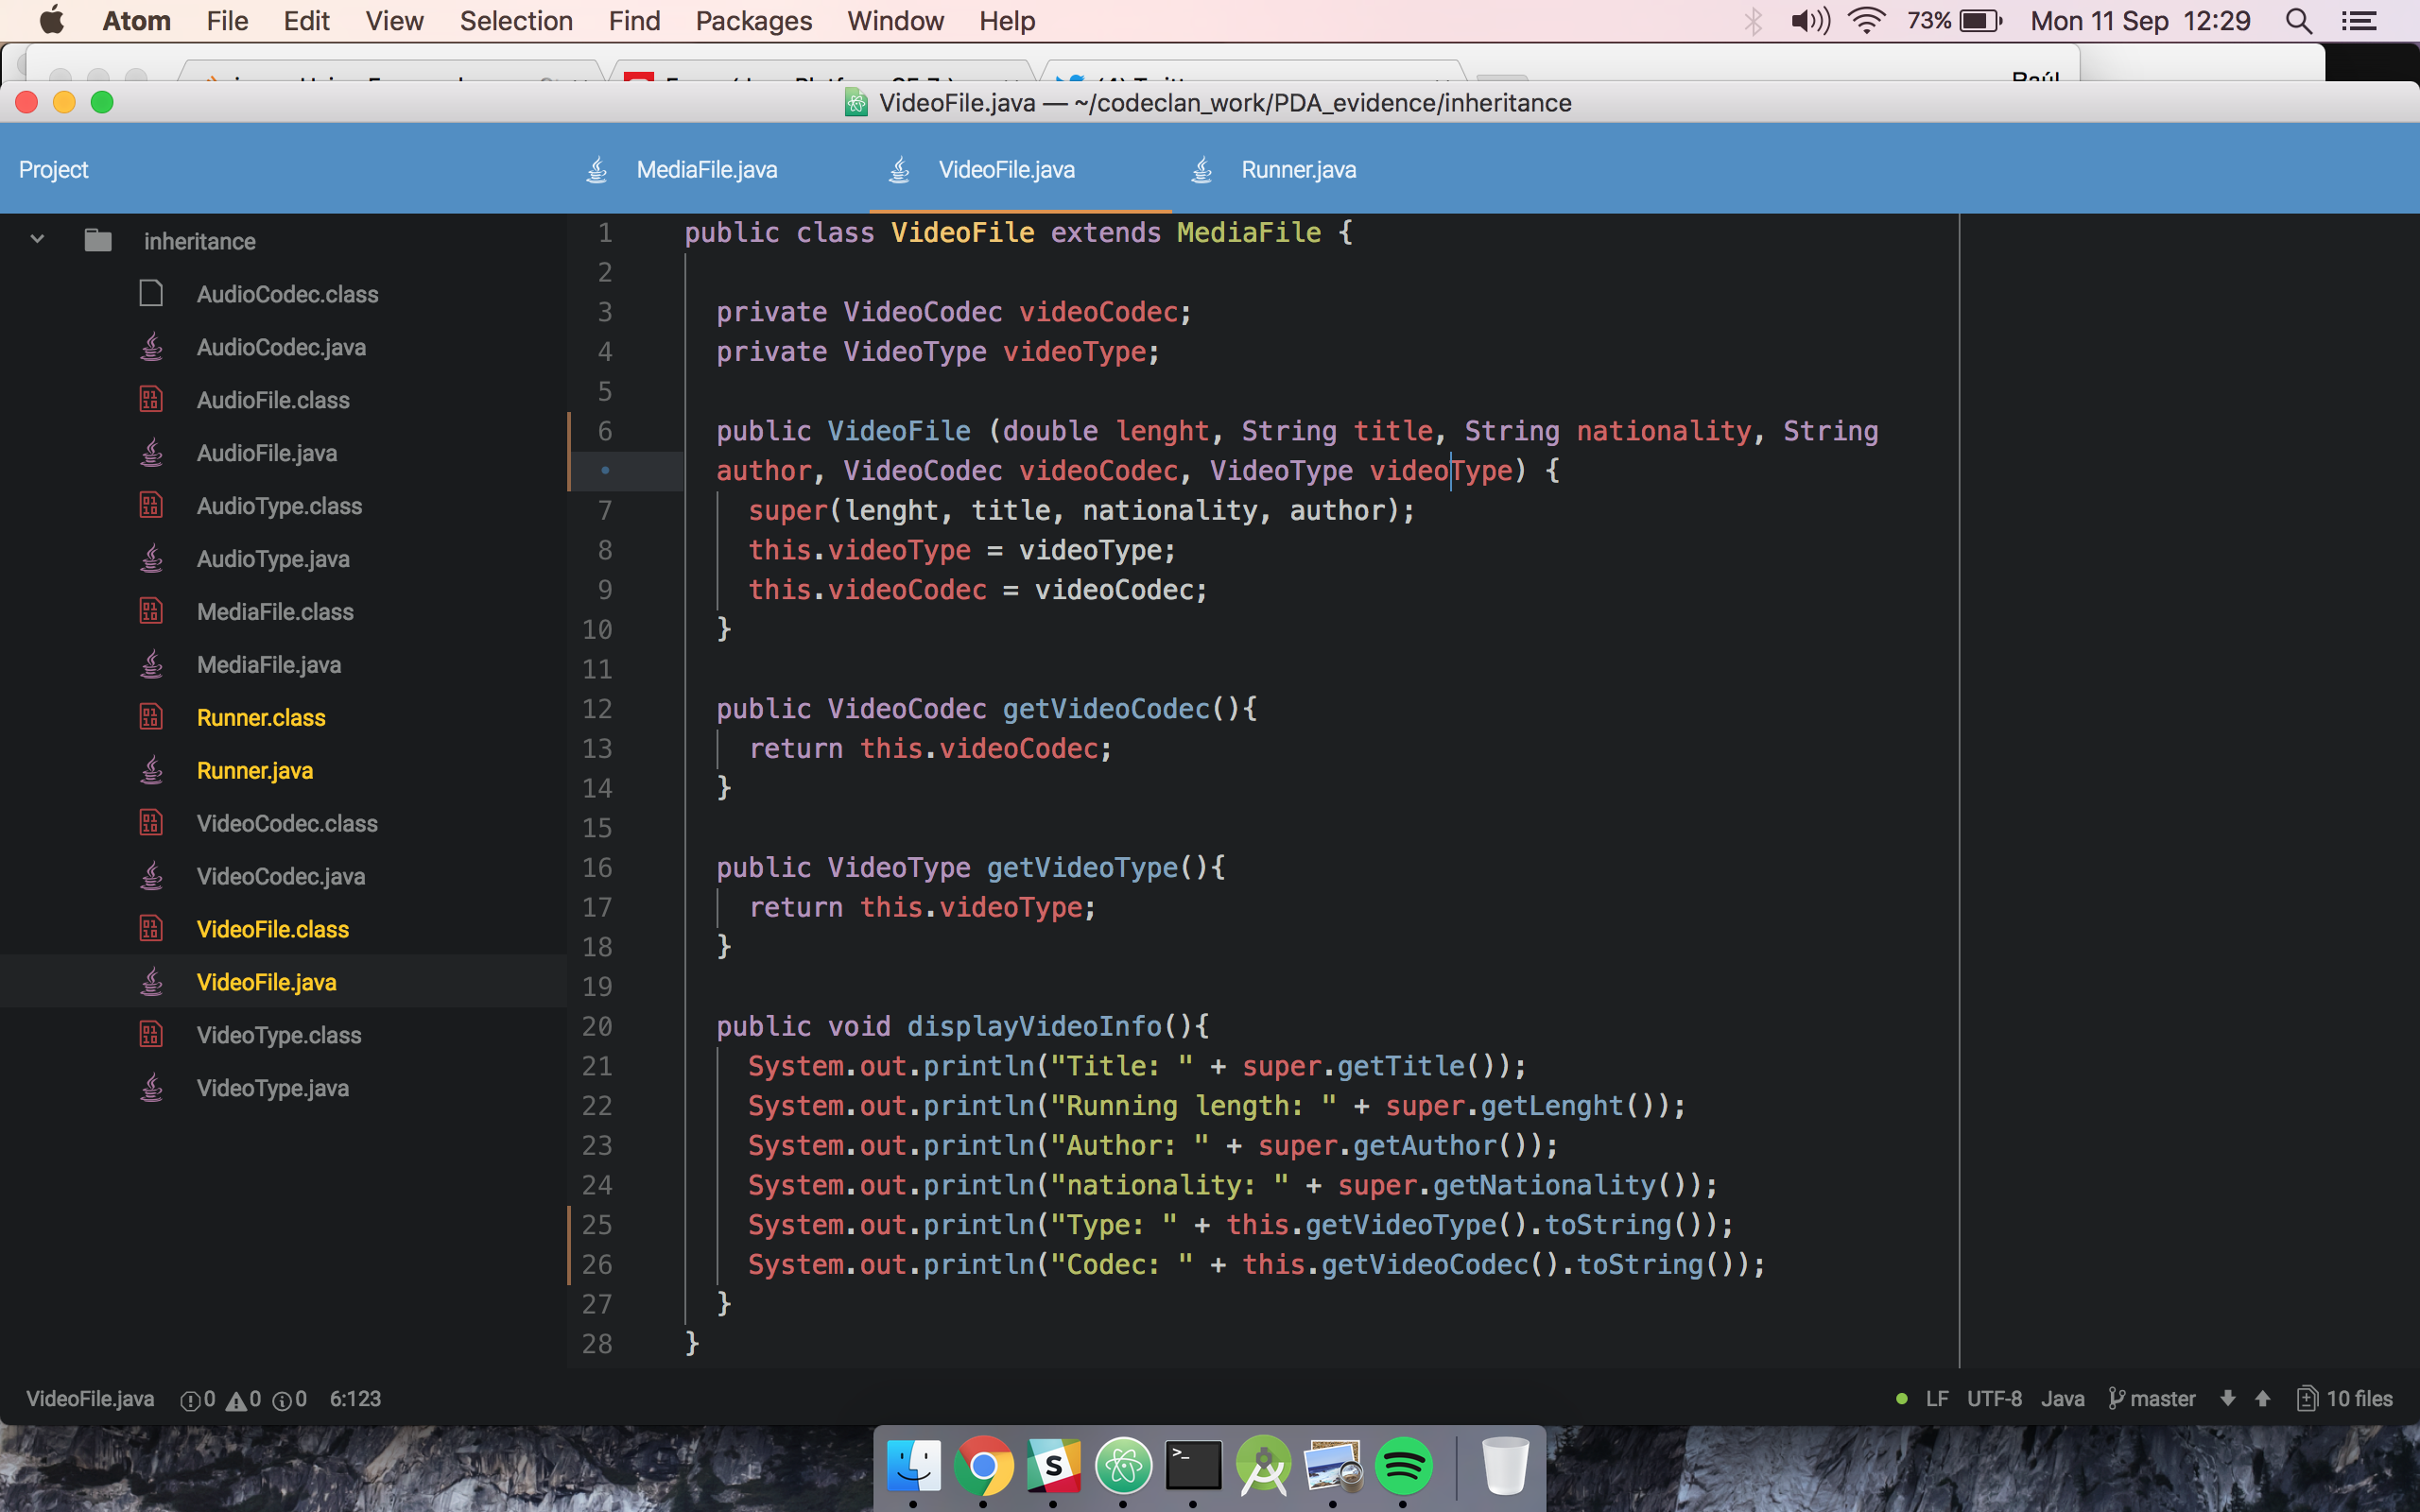 Atom File Edit View Selection Find Packages Window Help 73% Mon 11 Sep 12:29
VideoFile.java — ~/codeclan_work/PDA_evidence/inheritance
Project MediaFile.java VideoFile.java Runner.java
inheritance
AudioCodec.class
AudioCodec.java
AudioFile.class
AudioFile.java
AudioType.class
AudioType.java
MediaFile.class
MediaFile.java
Runner.class
Runner.java
VideoCodec.class
VideoCodec.java
VideoFile.class
VideoFile.java
VideoType.class
VideoType.java
1 public class VideoFile extends MediaFile {
2
3 private VideoCodec videoCodec;
4 private VideoType videoType;
5
6 public VideoFile (double lenght, String title, String nationality, String
• author, VideoCodec videoCodec, VideoType videoType) {
7 super(lenght, title, nationality, author);
8 this.videoType = videoType;
9 this.videoCodec = videoCodec;
10 }
11
12 public VideoCodec getVideoCodec(){
13 return this.videoCodec;
14 }
15
16 public VideoType getVideoType(){
17 return this.videoType;
18 }
19
20 public void displayVideoInfo(){
21 System.out.println("Title: " + super.getTitle());
22 System.out.println("Running length: " + super.getLenght());
23 System.out.println("Author: " + super.getAuthor());
24 System.out.println("nationality: " + super.getNationality());
25 System.out.println("Type: " + this.getVideoType().toString());
26 System.out.println("Codec: " + this.getVideoCodec().toString());
27 }
28 }
VideoFile.java 0 0 0 6:123 LF UTF-8 Java master 10 files